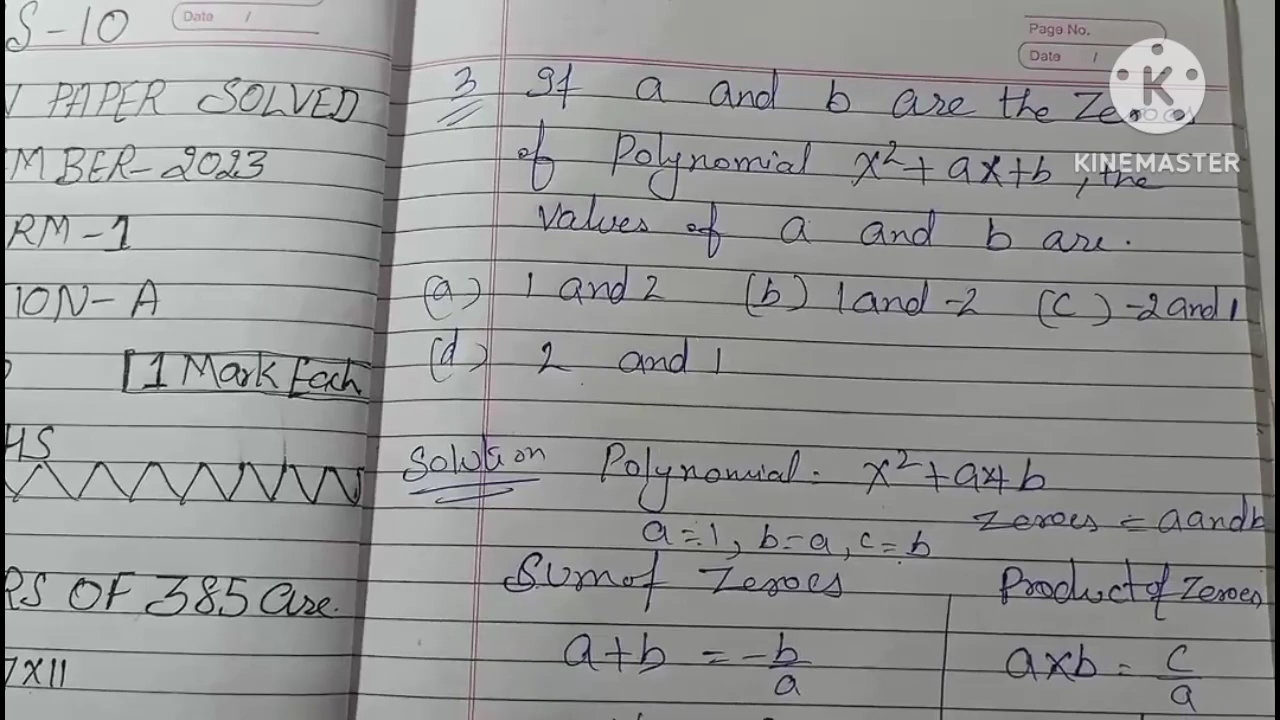 S-10
Date /
PAPER SOLVED
MBER-2023
RM-1
ION-A
[1 Mark Each
HS
RS OF 385 are.
7X11
Page No.
Date /
3 If a and b are the Zeroes
of Polynomial x²+ax+b, the
values of a and b are.
(a) 1 and 2 (b) 1 and -2 (c) -2 and 1
(d) 2 and 1
Solution Polynomial = x²+ax+b
Zeroes = a and b
a=1, b=a, c=b
Sum of Zeroes Product of Zeroes
a+b = -b/a a×b = c/a
K
KINEMASTER